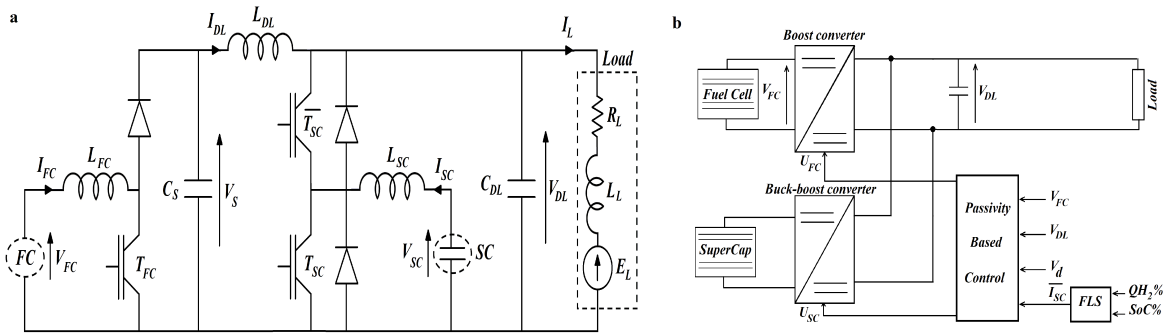 a
I_DL
L_DL
I_L
Load
R_L
L_L
E_L
T̅_SC
L_FC
I_FC
C_S
V_S
L_SC
I_SC
C_DL
V_DL
FC
V_FC
T_FC
T_SC
V_SC
SC
b
Boost converter
Fuel Cell
V_FC
V_DL
Load
U_FC
Buck-boost converter
SuperCap
U_SC
Passivity
Based
Control
V_FC
V_DL
V_d
I̅_SC
FLS
QH₂%
SoC%